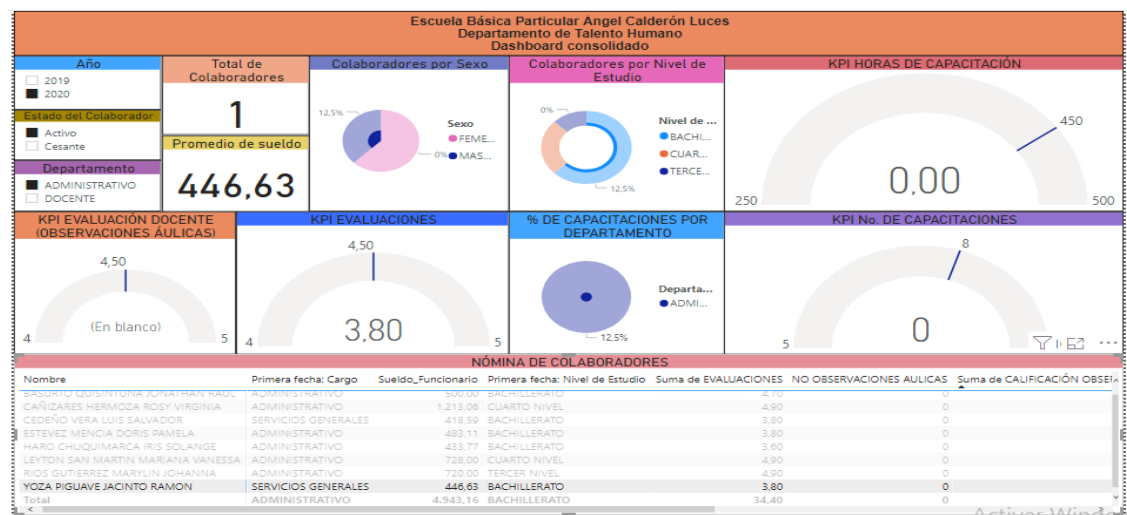 Escuela Básica Particular Angel Calderón Luces
Departamento de Talento Humano
Dashboard consolidado
Año
2019
2020
Estado del Colaborador
Activo
Cesante
Departamento
ADMINISTRATIVO
DOCENTE
Total de
Colaboradores
1
Promedio de sueldo
446,63
Colaboradores por Sexo
12,5%
0%
Sexo
FEME...
MAS...
Colaboradores por Nivel de
Estudio
0%
12,5%
Nivel de ...
BACHI...
CUAR...
TERCE...
KPI HORAS DE CAPACITACIÓN
450
0,00
250
500
KPI EVALUACIÓN DOCENTE
(OBSERVACIONES ÁULICAS)
4,50
(En blanco)
4
5
KPI EVALUACIONES
4,50
3,80
4
5
% DE CAPACITACIONES POR
DEPARTAMENTO
12,5%
Departa...
ADMI...
KPI No. DE CAPACITACIONES
8
0
5
NÓMINA DE COLABORADORES
Nombre Primera fecha: Cargo Sueldo_Funcionario Primera fecha: Nivel de Estudio Suma de EVALUACIONES NO OBSERVACIONES AULICAS Suma de CALIFICACIÓN
BASURTO QUISINTUNA JONATHAN RAUL ADMINISTRATIVO 500,00 BACHILLERATO 4,70 0
CAÑIZARES HERMOZA ROSY VIRGINIA ADMINISTRATIVO 1.213,06 CUARTO NIVEL 4,90 0
CEDEÑO VERA LUIS SALVADOR SERVICIOS GENERALES 418,59 BACHILLERATO 3,80 0
ESTEVEZ MENCIA DORIS PAMELA ADMINISTRATIVO 483,11 BACHILLERATO 3,80 0
HARO CHUQUIMARCA IRIS SOLANGE ADMINISTRATIVO 433,77 BACHILLERATO 3,60 0
LEYTON SAN MARTIN MARIANA VANESSA ADMINISTRATIVO 728,00 CUARTO NIVEL 4,90 0
RIOS GUTIERREZ MARYLIN JOHANNA ADMINISTRATIVO 720,00 TERCER NIVEL 4,90 0
YOZA PIGUAVE JACINTO RAMON SERVICIOS GENERALES 446,63 BACHILLERATO 3,80 0
Total ADMINISTRATIVO 4.943,16 BACHILLERATO 34,40 0